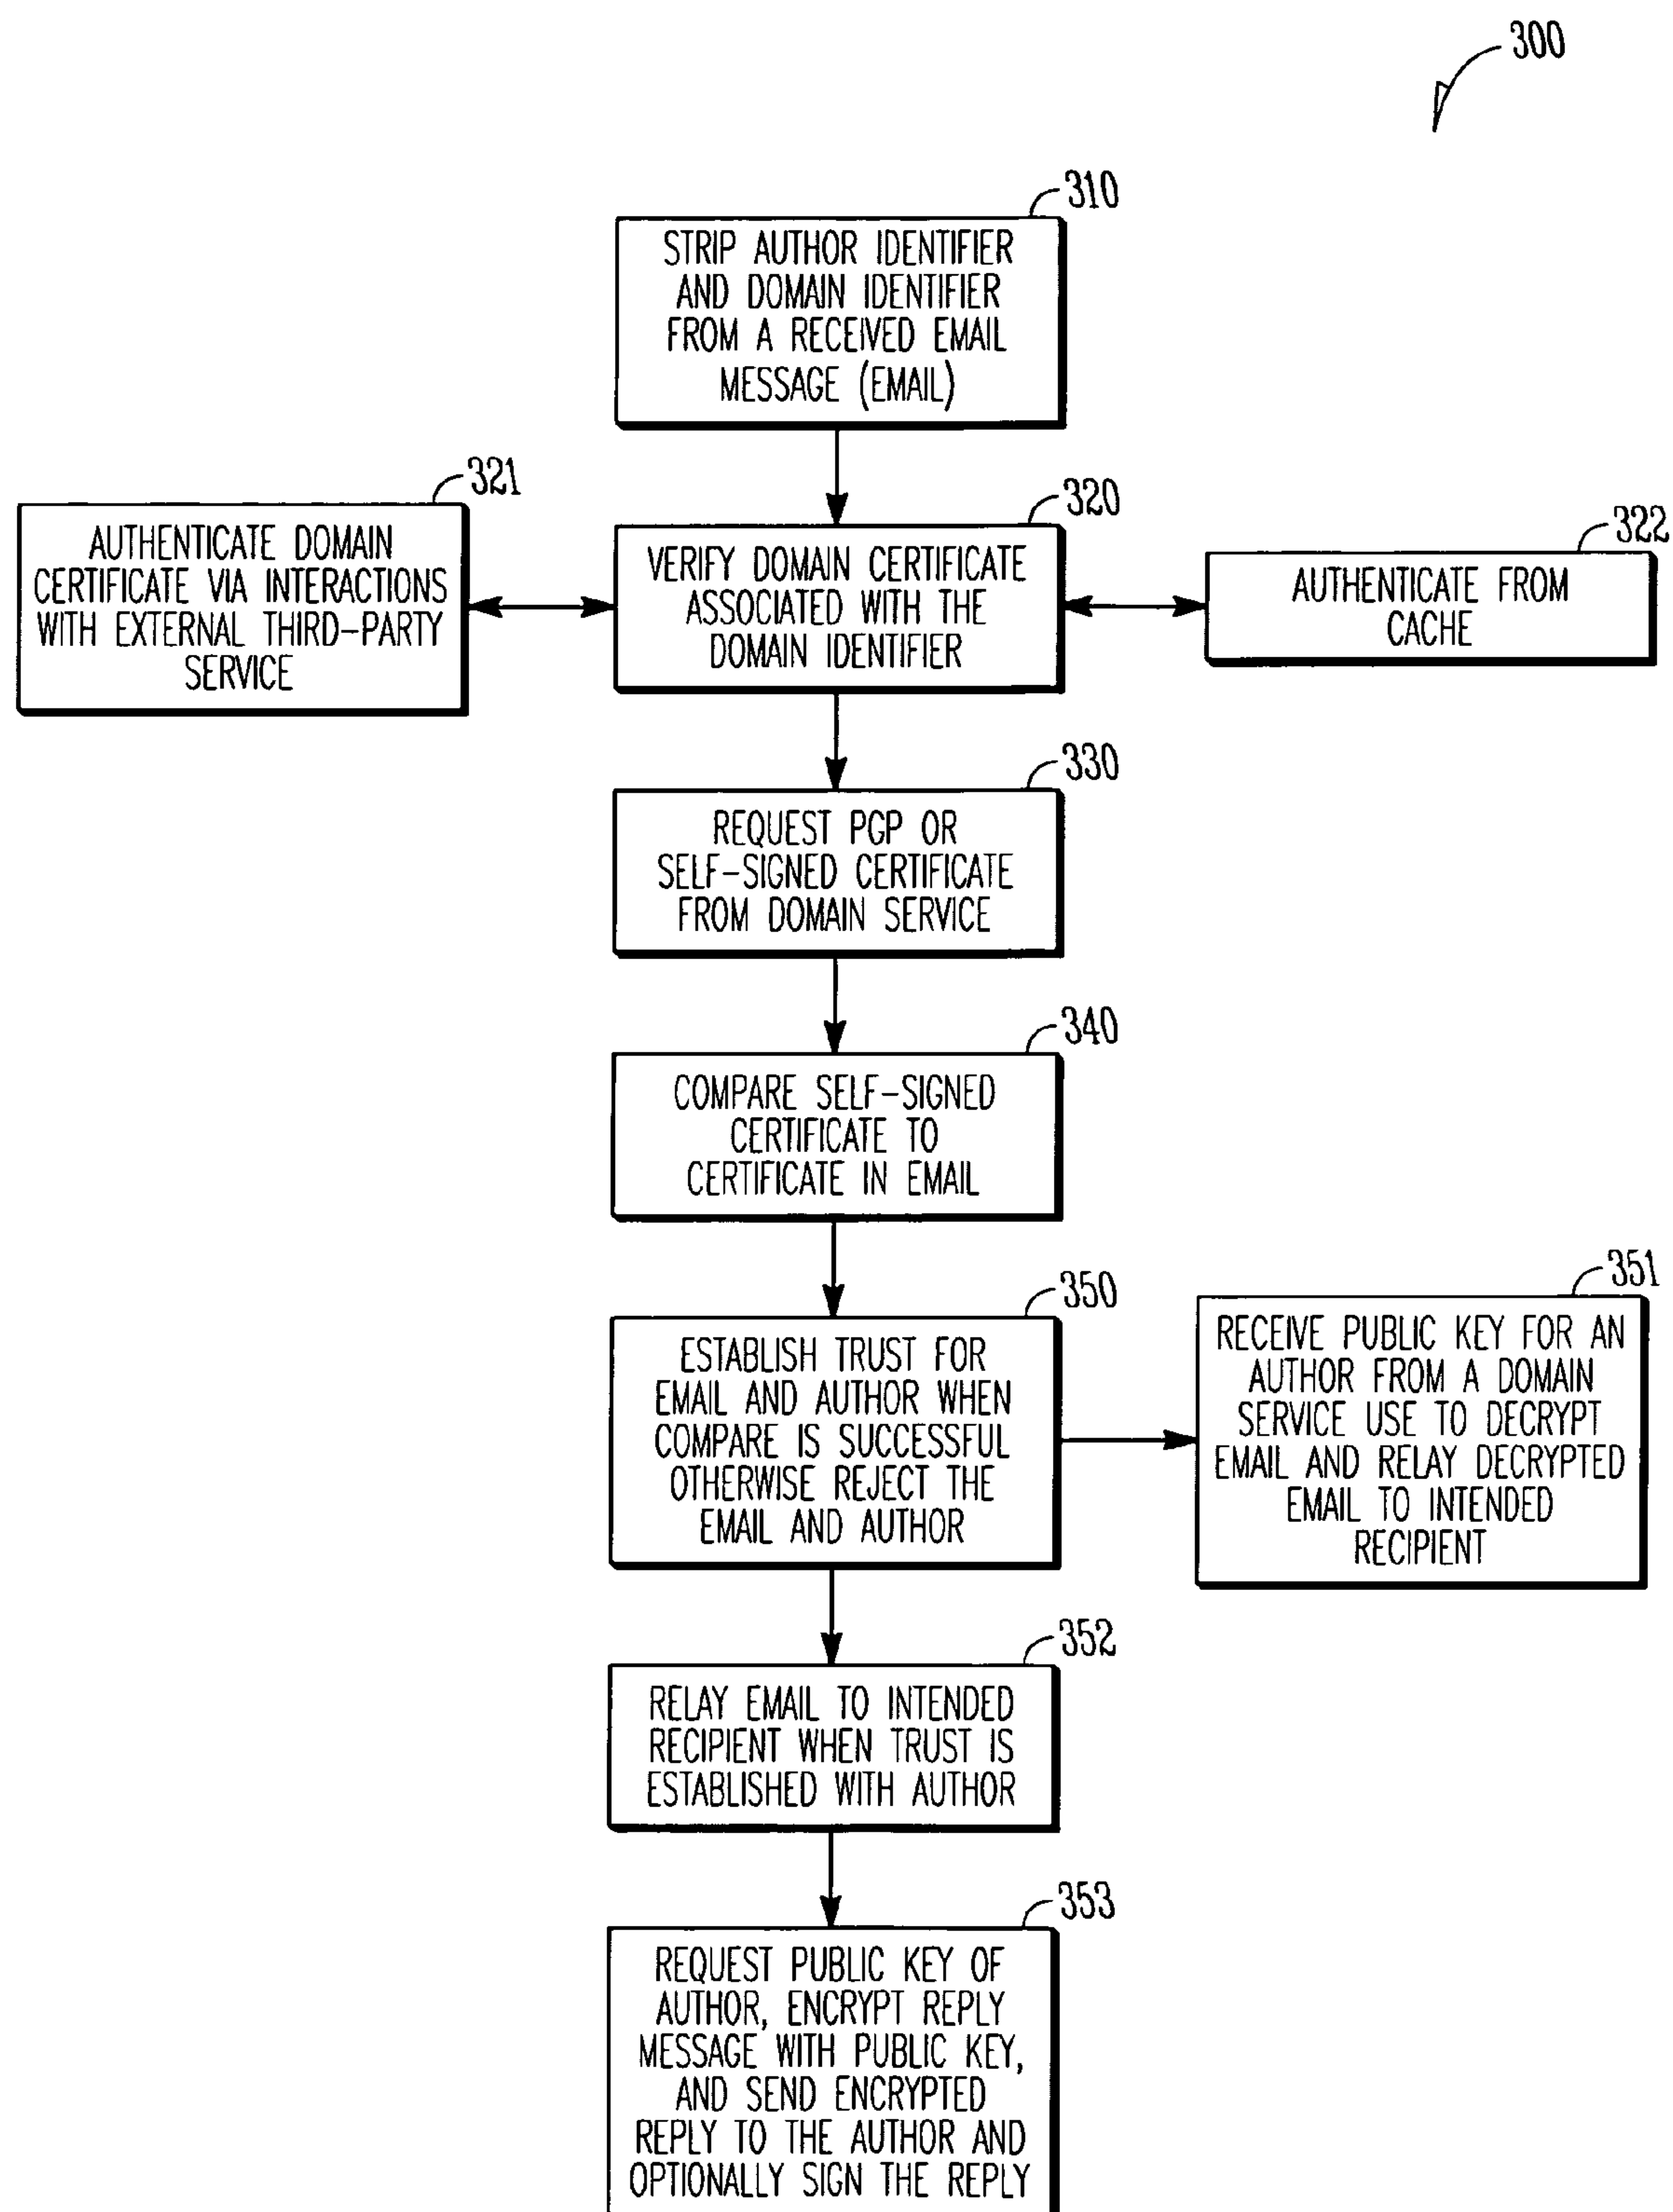 300
310
STRIP AUTHOR IDENTIFIER
AND DOMAIN IDENTIFIER
FROM A RECEIVED EMAIL
MESSAGE (EMAIL)
321
AUTHENTICATE DOMAIN
CERTIFICATE VIA INTERACTIONS
WITH EXTERNAL THIRD-PARTY
SERVICE
320
VERIFY DOMAIN CERTIFICATE
ASSOCIATED WITH THE
DOMAIN IDENTIFIER
322
AUTHENTICATE FROM
CACHE
330
REQUEST PGP OR
SELF-SIGNED CERTIFICATE
FROM DOMAIN SERVICE
340
COMPARE SELF-SIGNED
CERTIFICATE TO
CERTIFICATE IN EMAIL
350
ESTABLISH TRUST FOR
EMAIL AND AUTHOR WHEN
COMPARE IS SUCCESSFUL
OTHERWISE REJECT THE
EMAIL AND AUTHOR
351
RECEIVE PUBLIC KEY FOR AN
AUTHOR FROM A DOMAIN
SERVICE USE TO DECRYPT
EMAIL AND RELAY DECRYPTED
EMAIL TO INTENDED
RECIPIENT
352
RELAY EMAIL TO INTENDED
RECIPIENT WHEN TRUST IS
ESTABLISHED WITH AUTHOR
353
REQUEST PUBLIC KEY OF
AUTHOR, ENCRYPT REPLY
MESSAGE WITH PUBLIC KEY,
AND SEND ENCRYPTED
REPLY TO THE AUTHOR AND
OPTIONALLY SIGN THE REPLY